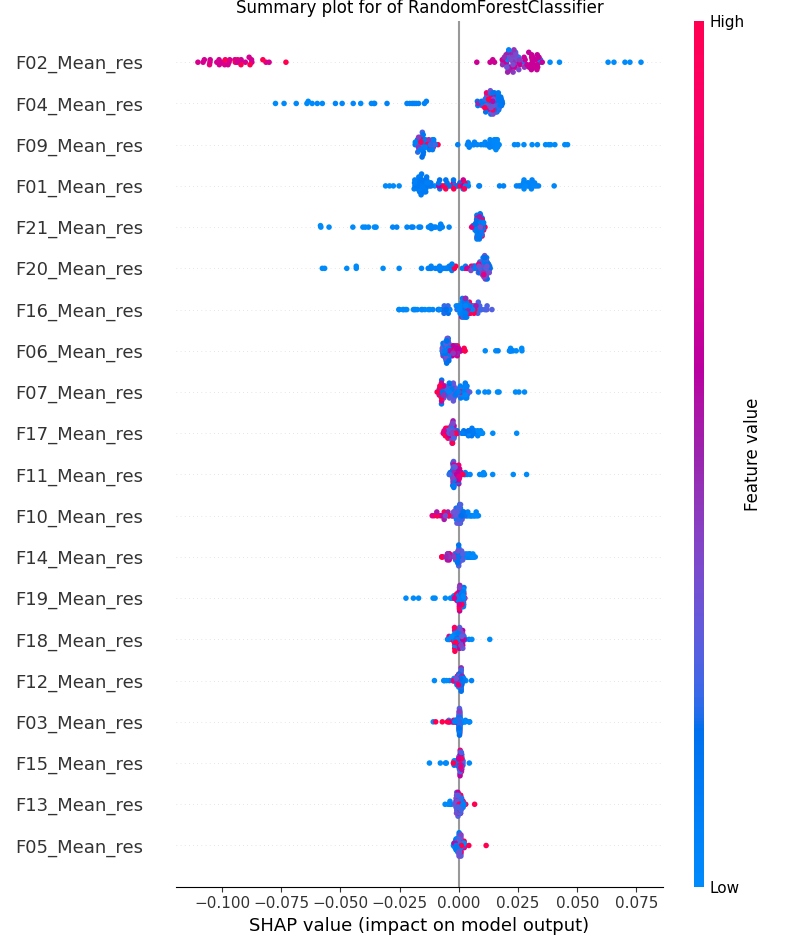 Summary plot for of RandomForestClassifier
High
F02_Mean_res
F04_Mean_res
F09_Mean_res
F01_Mean_res
F21_Mean_res
F20_Mean_res
F16_Mean_res
F06_Mean_res
F07_Mean_res
F17_Mean_res
F11_Mean_res
F10_Mean_res
F14_Mean_res
F19_Mean_res
F18_Mean_res
F12_Mean_res
F03_Mean_res
F15_Mean_res
F13_Mean_res
F05_Mean_res
Feature value
Low
−0.100 −0.075 −0.050 −0.025 0.000 0.025 0.050 0.075
SHAP value (impact on model output)